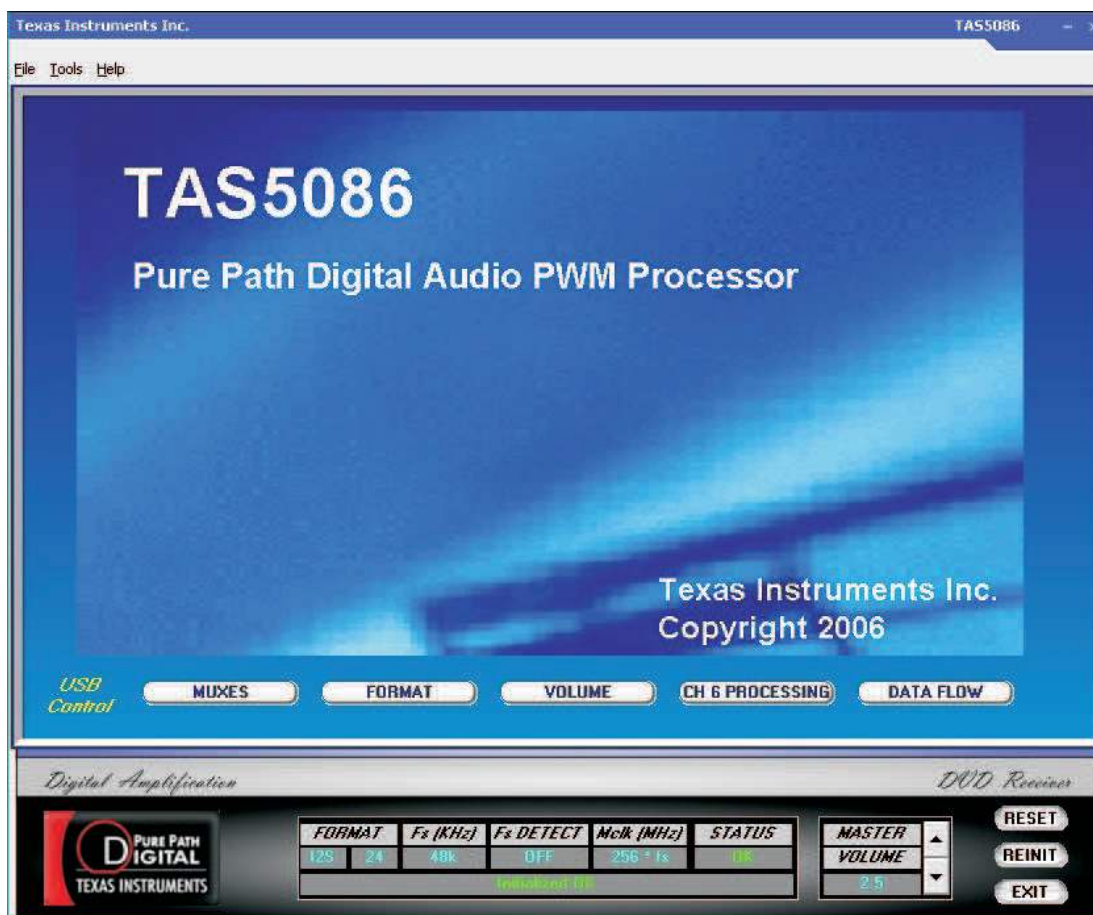 Texas Instruments Inc. TAS5086
File Tools Help
TAS5086
Pure Path Digital Audio PWM Processor
Texas Instruments Inc.
Copyright 2006
USB
Control
MUXES FORMAT VOLUME CH 6 PROCESSING DATA FLOW
Digital Amplification DVD Receiver
PURE PATH
DIGITAL
TEXAS INSTRUMENTS
FORMAT Fs (KHz) Fs DETECT Mclk (MHz) STATUS
I2S 24 48k OFF 256 * fs OK
Initialized OK
MASTER
VOLUME
2.5
RESET
REINIT
EXIT